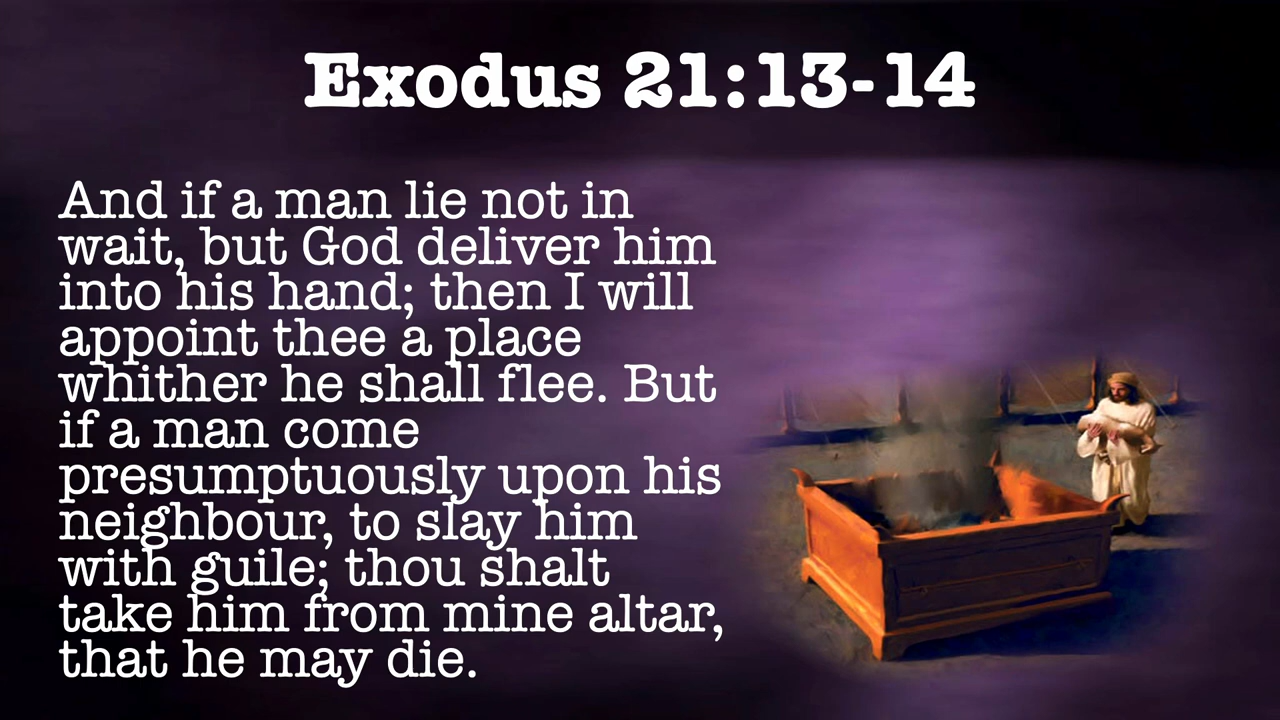 Exodus 21:13-14
And if a man lie not in
wait, but God deliver him
into his hand; then I will
appoint thee a place
whither he shall flee. But
if a man come
presumptuously upon his
neighbour, to slay him
with guile; thou shalt
take him from mine altar,
that he may die.